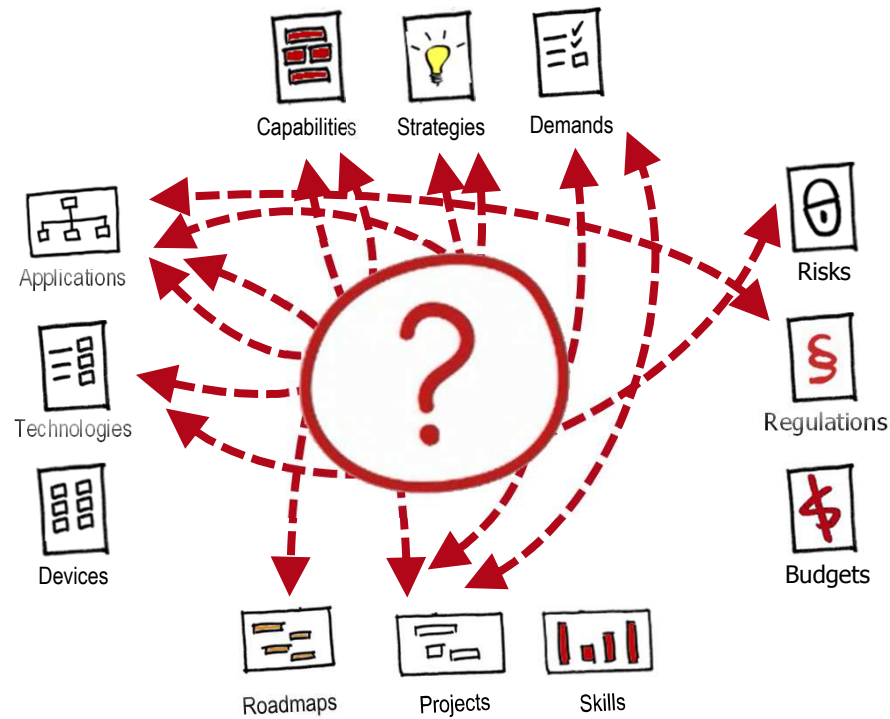 Capabilities
Strategies
Demands
Applications
Risks
?
§
Technologies
Regulations
$
Devices
Budgets
Roadmaps
Projects
Skills